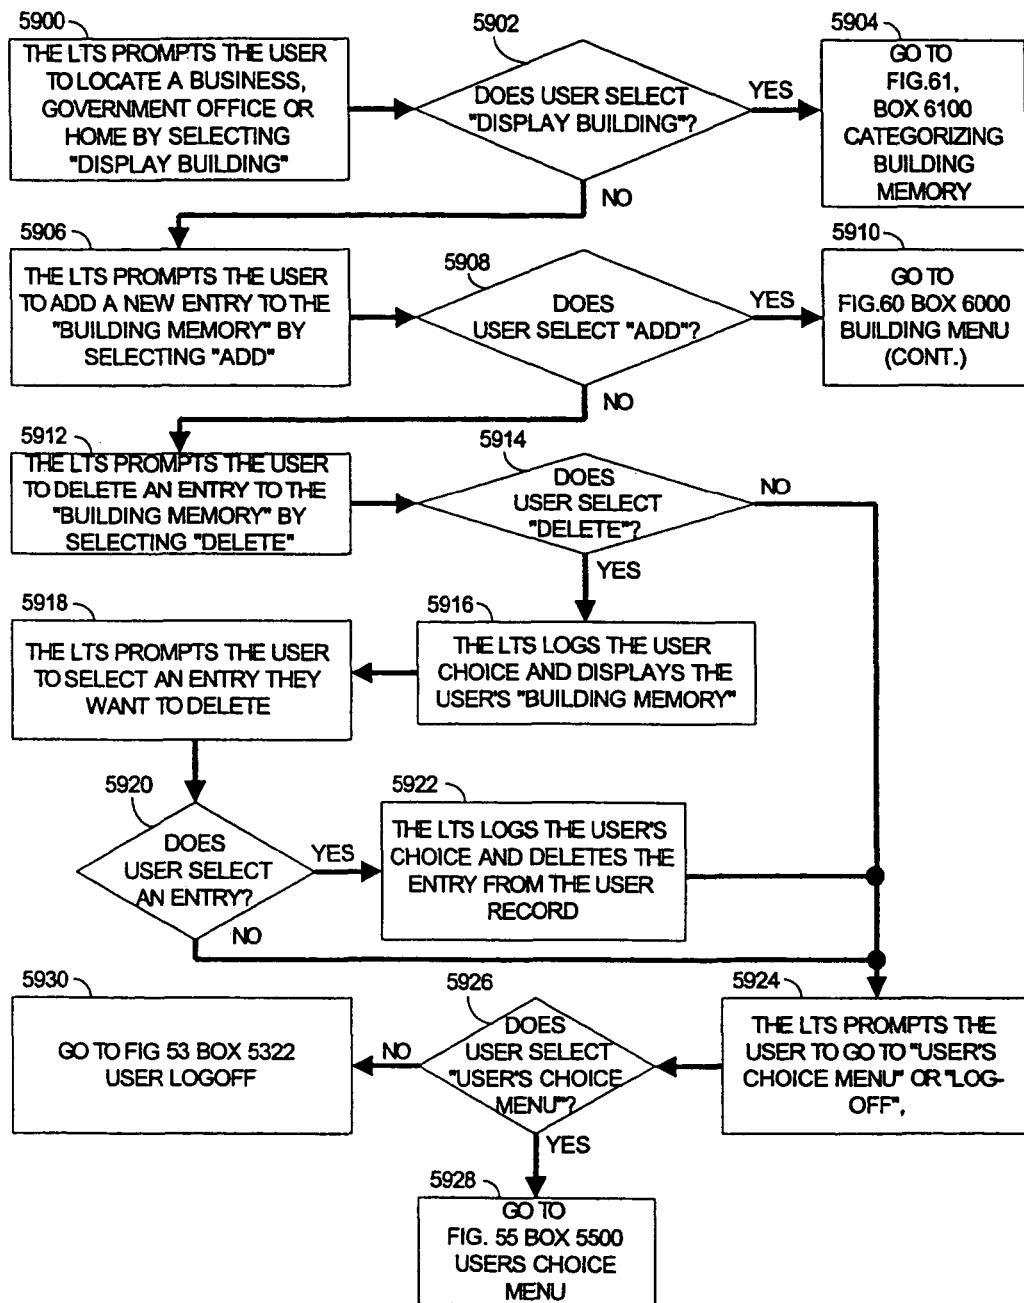 5900
THE LTS PROMPTS THE USER
TO LOCATE A BUSINESS,
GOVERNMENT OFFICE OR
HOME BY SELECTING
"DISPLAY BUILDING"
5902
DOES USER SELECT
"DISPLAY BUILDING"?
YES
NO
5904
GO TO
FIG.61,
BOX 6100
CATEGORIZING
BUILDING
MEMORY
5906
THE LTS PROMPTS THE USER
TO ADD A NEW ENTRY TO THE
"BUILDING MEMORY" BY
SELECTING "ADD"
5908
DOES
USER SELECT "ADD"?
YES
NO
5910
GO TO
FIG.60 BOX 6000
BUILDING MENU
(CONT.)
5912
THE LTS PROMPTS THE USER
TO DELETE AN ENTRY TO THE
"BUILDING MEMORY" BY
SELECTING "DELETE"
5914
DOES
USER SELECT
"DELETE"?
NO
YES
5916
THE LTS LOGS THE USER
CHOICE AND DISPLAYS THE
USER'S "BUILDING MEMORY"
5918
THE LTS PROMPTS THE USER
TO SELECT AN ENTRY THEY
WANT TO DELETE
5920
DOES
USER SELECT
AN ENTRY?
YES
NO
5922
THE LTS LOGS THE USER'S
CHOICE AND DELETES THE
ENTRY FROM THE USER
RECORD
5924
THE LTS PROMPTS THE
USER TO GO TO "USER'S
CHOICE MENU" OR "LOG-
OFF",
5926
DOES
USER SELECT
"USER'S CHOICE
MENU"?
NO
YES
5930
GO TO FIG 53 BOX 5322
USER LOGOFF
5928
GO TO
FIG. 55 BOX 5500
USERS CHOICE
MENU